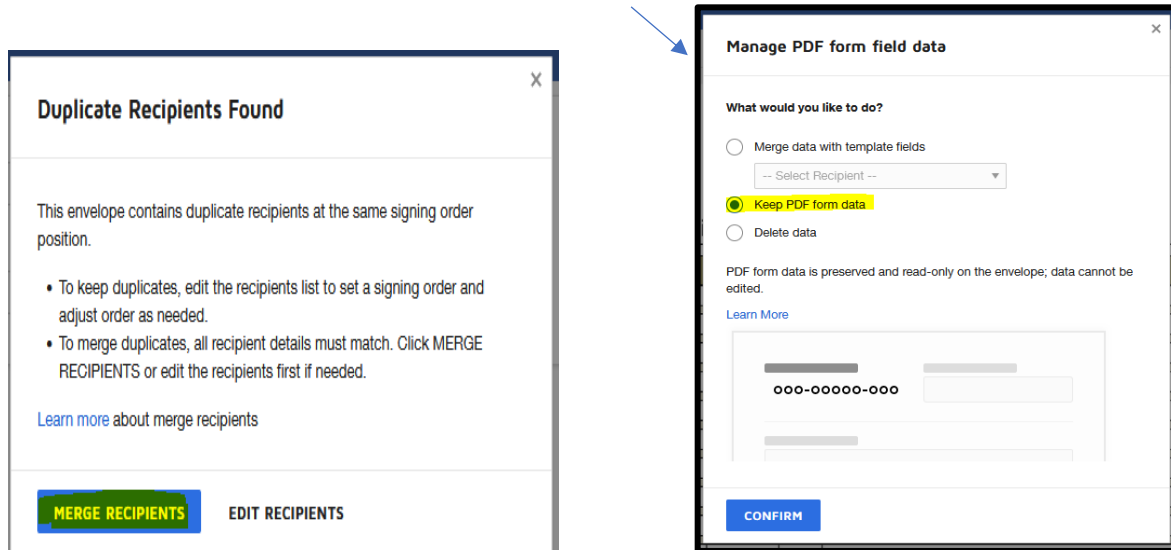 Duplicate Recipients Found
X
This envelope contains duplicate recipients at the same signing order
position.
• To keep duplicates, edit the recipients list to set a signing order and
adjust order as needed.
• To merge duplicates, all recipient details must match. Click MERGE
RECIPIENTS or edit the recipients first if needed.
Learn more about merge recipients
MERGE RECIPIENTS EDIT RECIPIENTS
Manage PDF form field data
×
What would you like to do?
Merge data with template fields
-- Select Recipient --
Keep PDF form data
Delete data
PDF form data is preserved and read-only on the envelope; data cannot be
edited.
Learn More
000-00000-000
CONFIRM